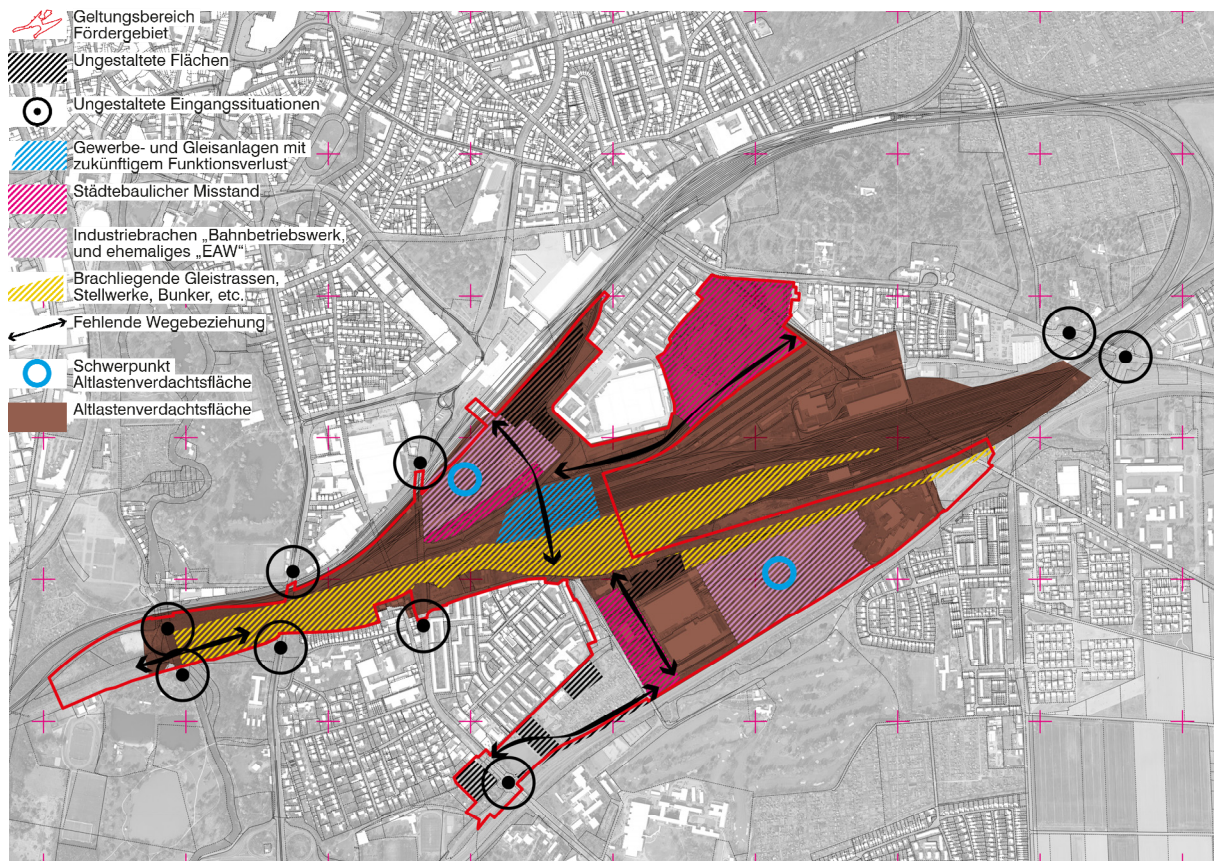 Geltungsbereich
Fördergebiet
Ungestaltete Flächen
Ungestaltete Eingangssituationen
Gewerbe- und Gleisanlagen mit
zukünftigem Funktionsverlust
Städtebaulicher Misstand
Industriebrachen „Bahnbetriebswerk,
und ehemaliges „EAW“
Brachliegende Gleistrassen,
Stellwerke, Bunker, etc.
Fehlende Wegebeziehung
Schwerpunkt
Altlastenverdachtsfläche
Altlastenverdachtsfläche